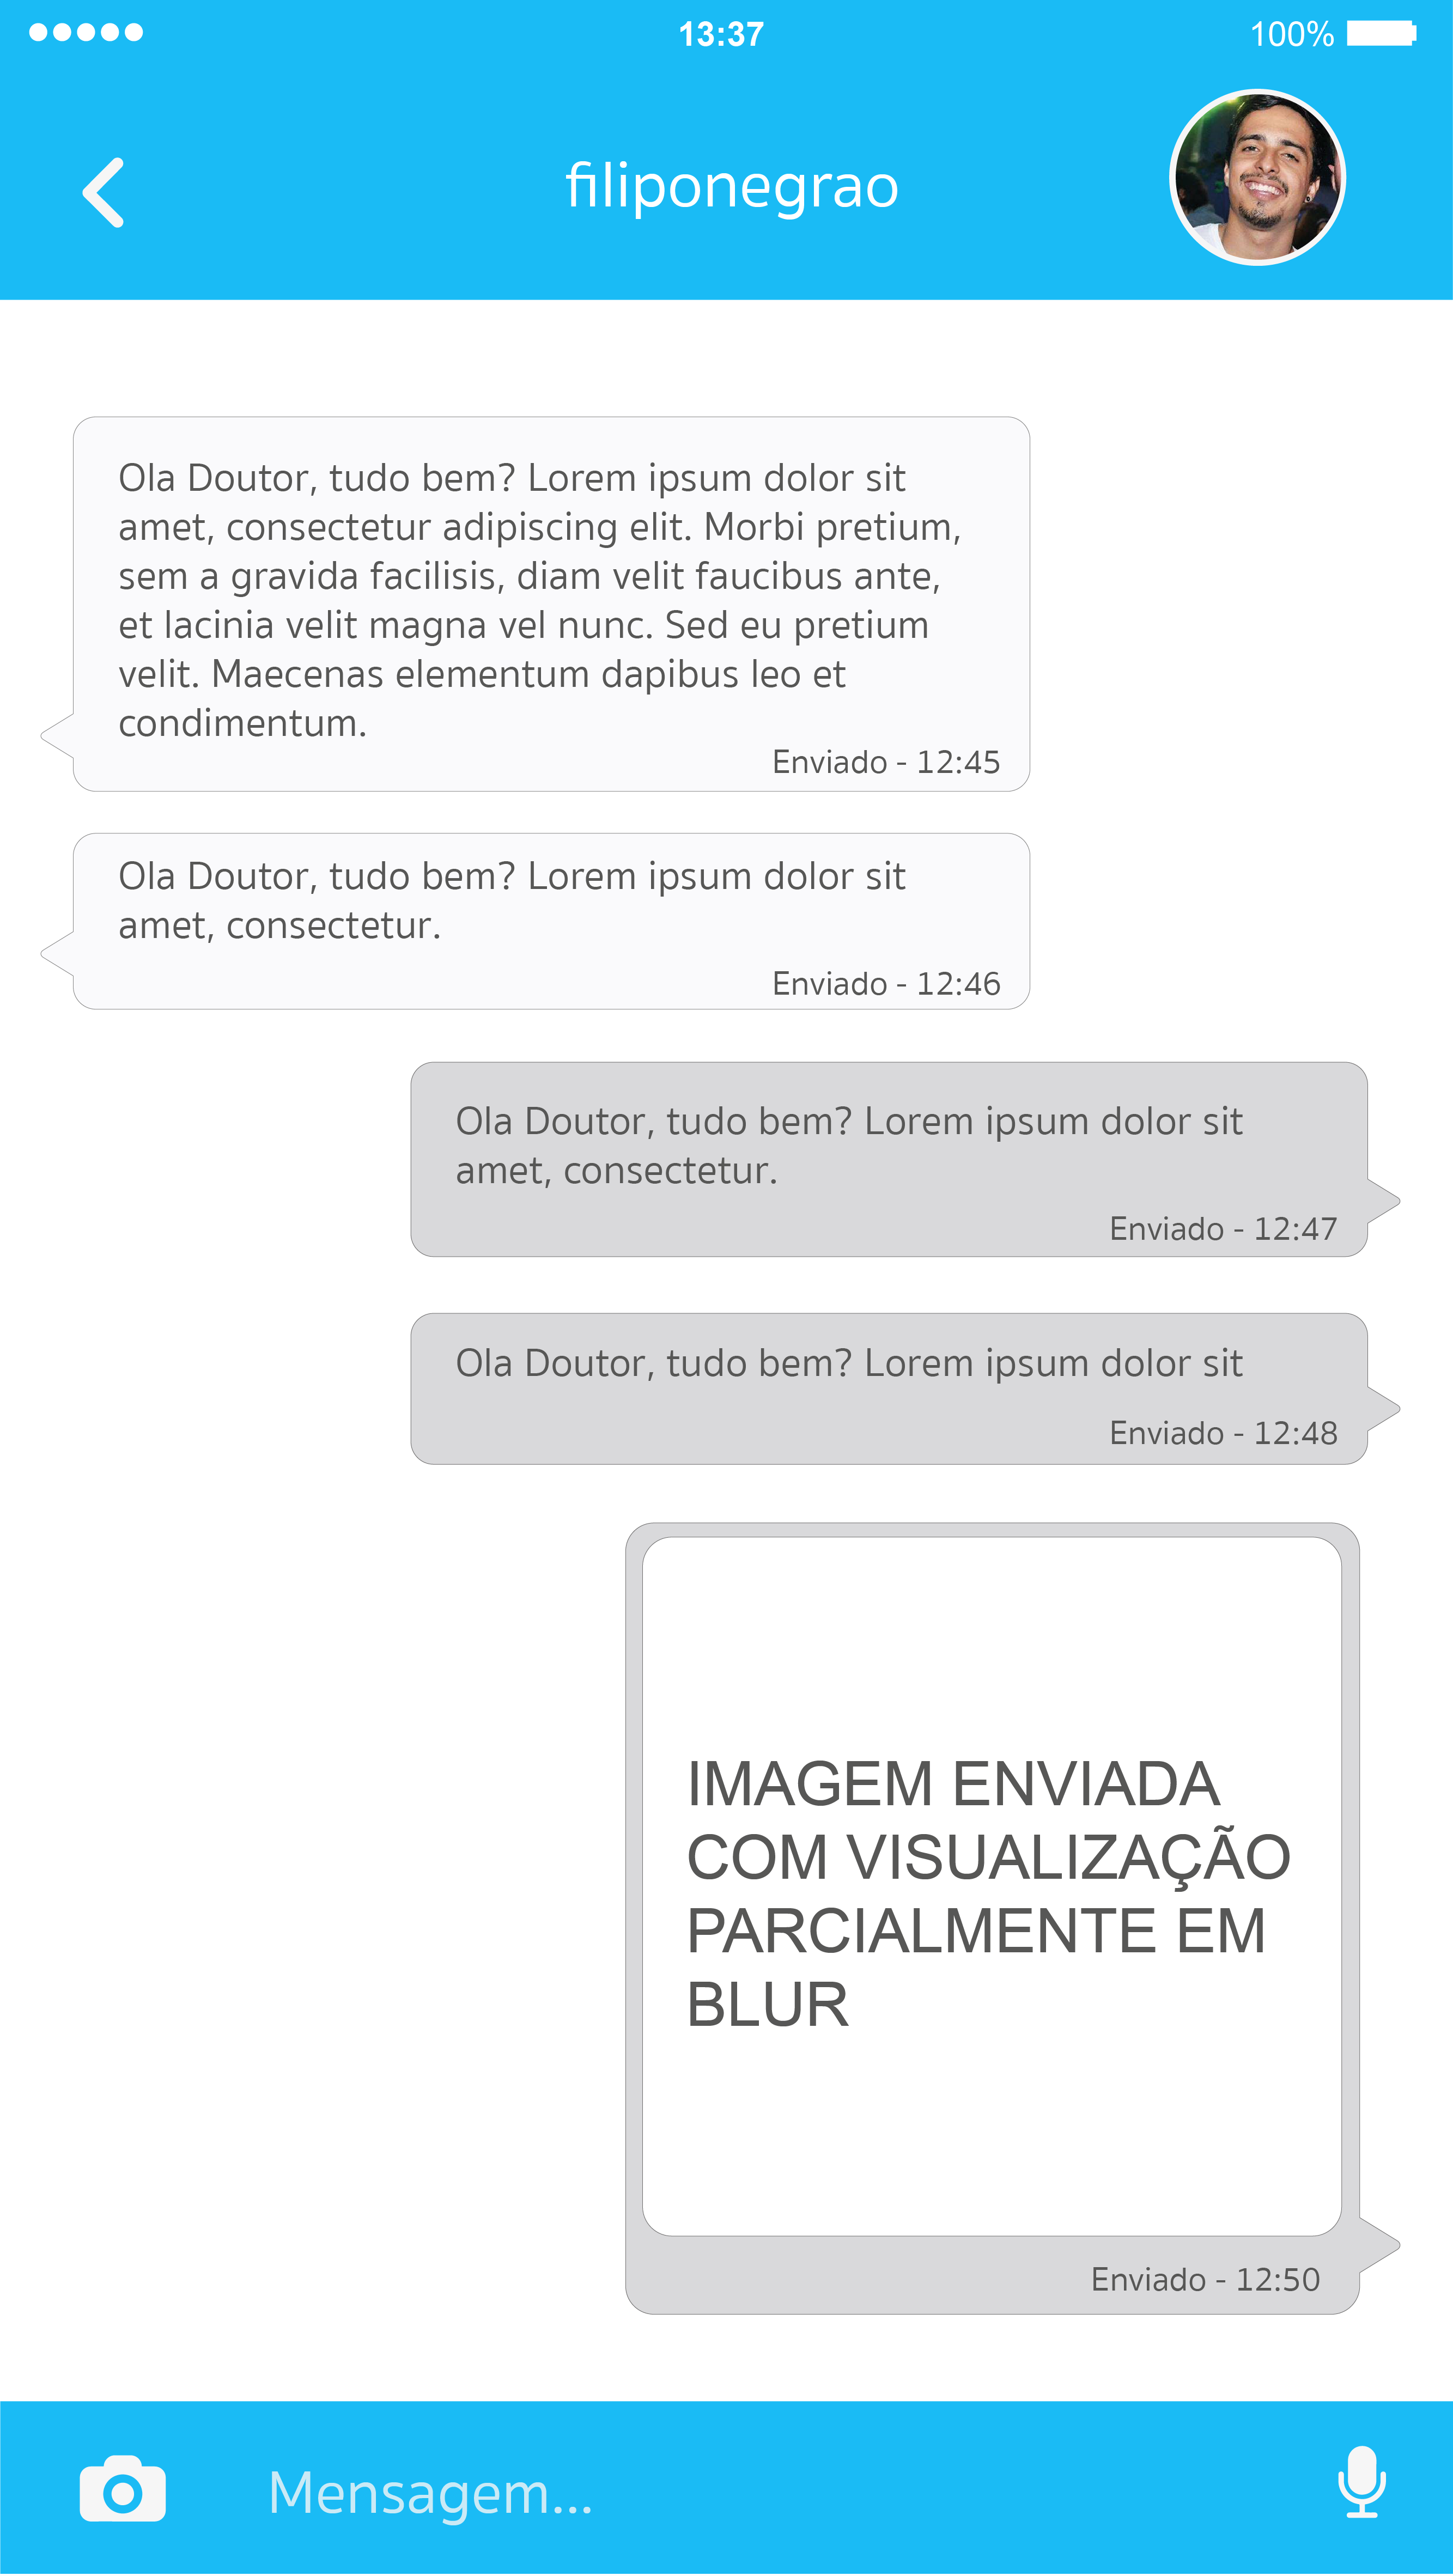 13:37
100%
filiponegrao
Ola Doutor, tudo bem? Lorem ipsum dolor sit
amet, consectetur adipiscing elit. Morbi pretium,
sem a gravida facilisis, diam velit faucibus ante,
et lacinia velit magna vel nunc. Sed eu pretium
velit. Maecenas elementum dapibus leo et
condimentum.
Enviado - 12:45
Ola Doutor, tudo bem? Lorem ipsum dolor sit
amet, consectetur.
Enviado - 12:46
Ola Doutor, tudo bem? Lorem ipsum dolor sit
amet, consectetur.
Enviado - 12:47
Ola Doutor, tudo bem? Lorem ipsum dolor sit
Enviado - 12:48
IMAGEM ENVIADA
COM VISUALIZAÇÃO
PARCIALMENTE EM
BLUR
Enviado - 12:50
Mensagem...